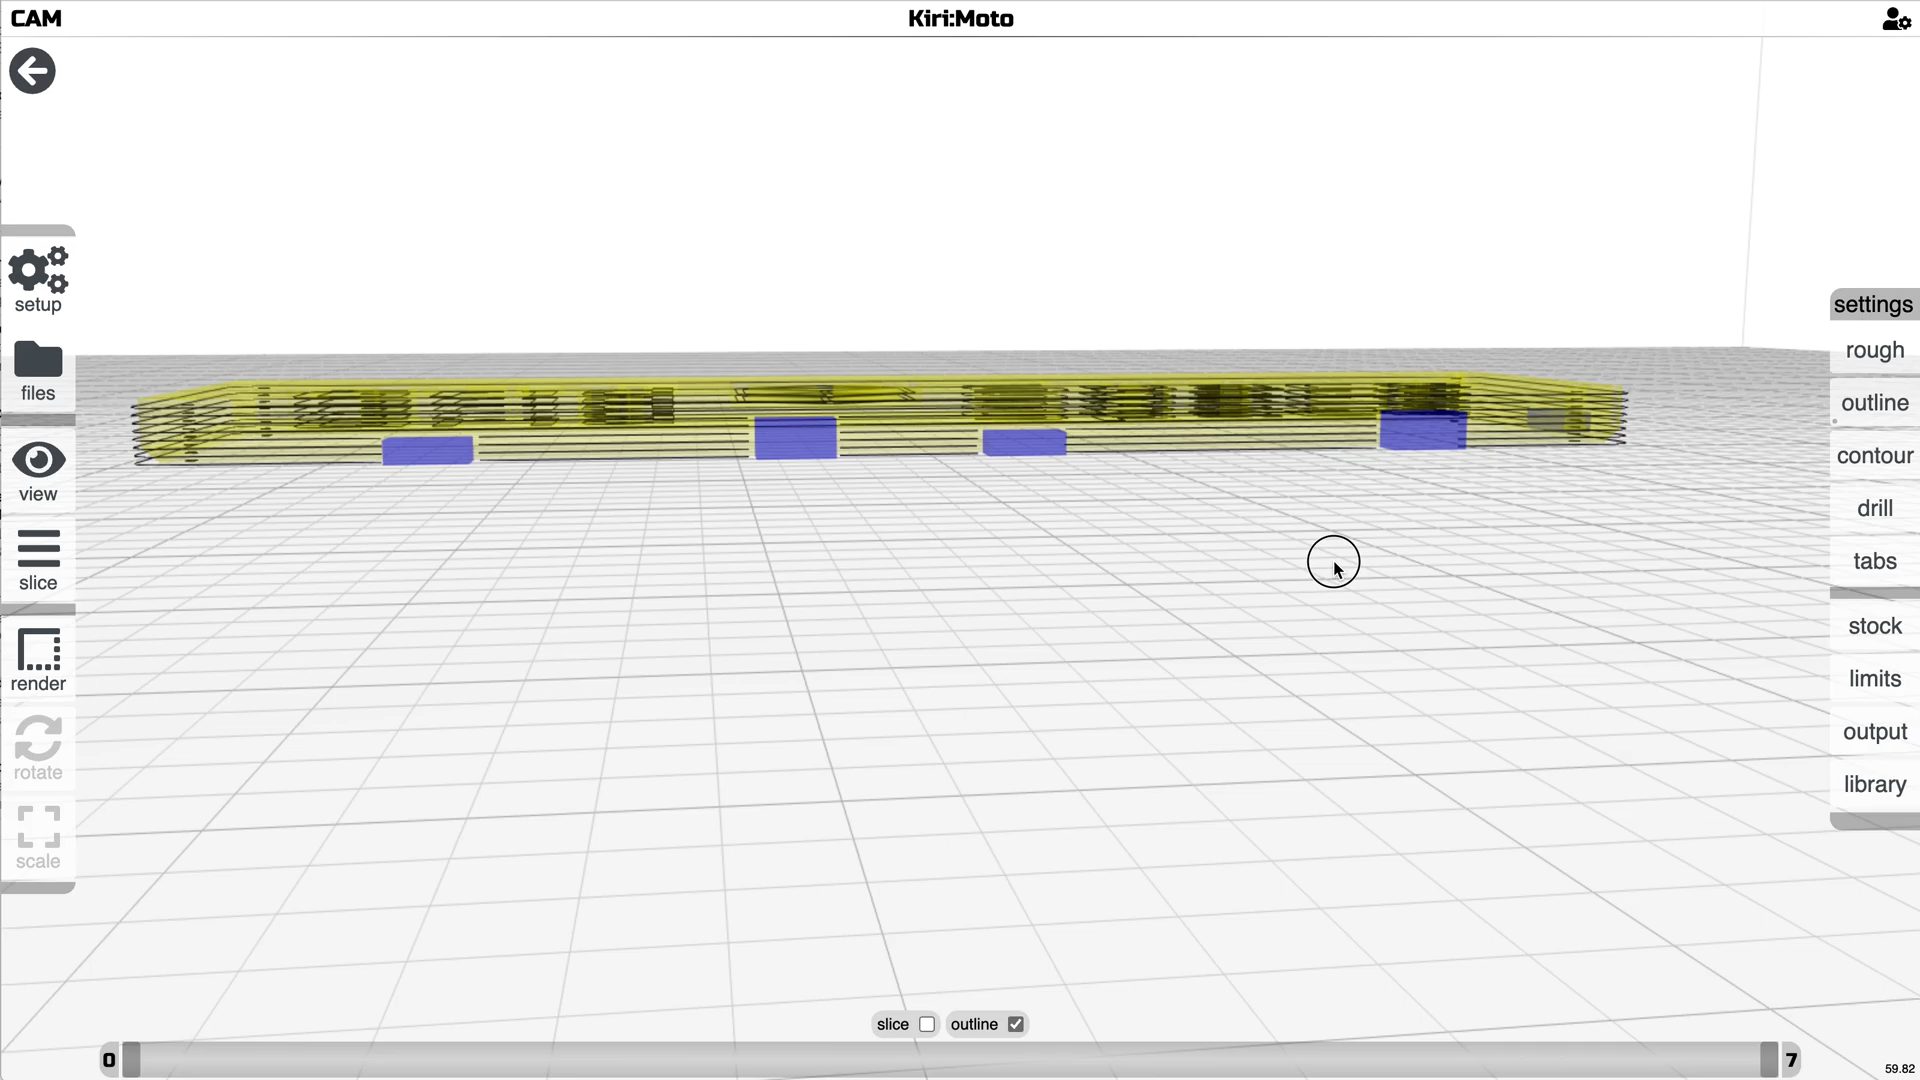 CAM
Kiri:Moto
setup
files
view
slice
render
rotate
scale
settings
rough
outline
contour
drill
tabs
stock
limits
output
library
slice
outline
0
7
59.82